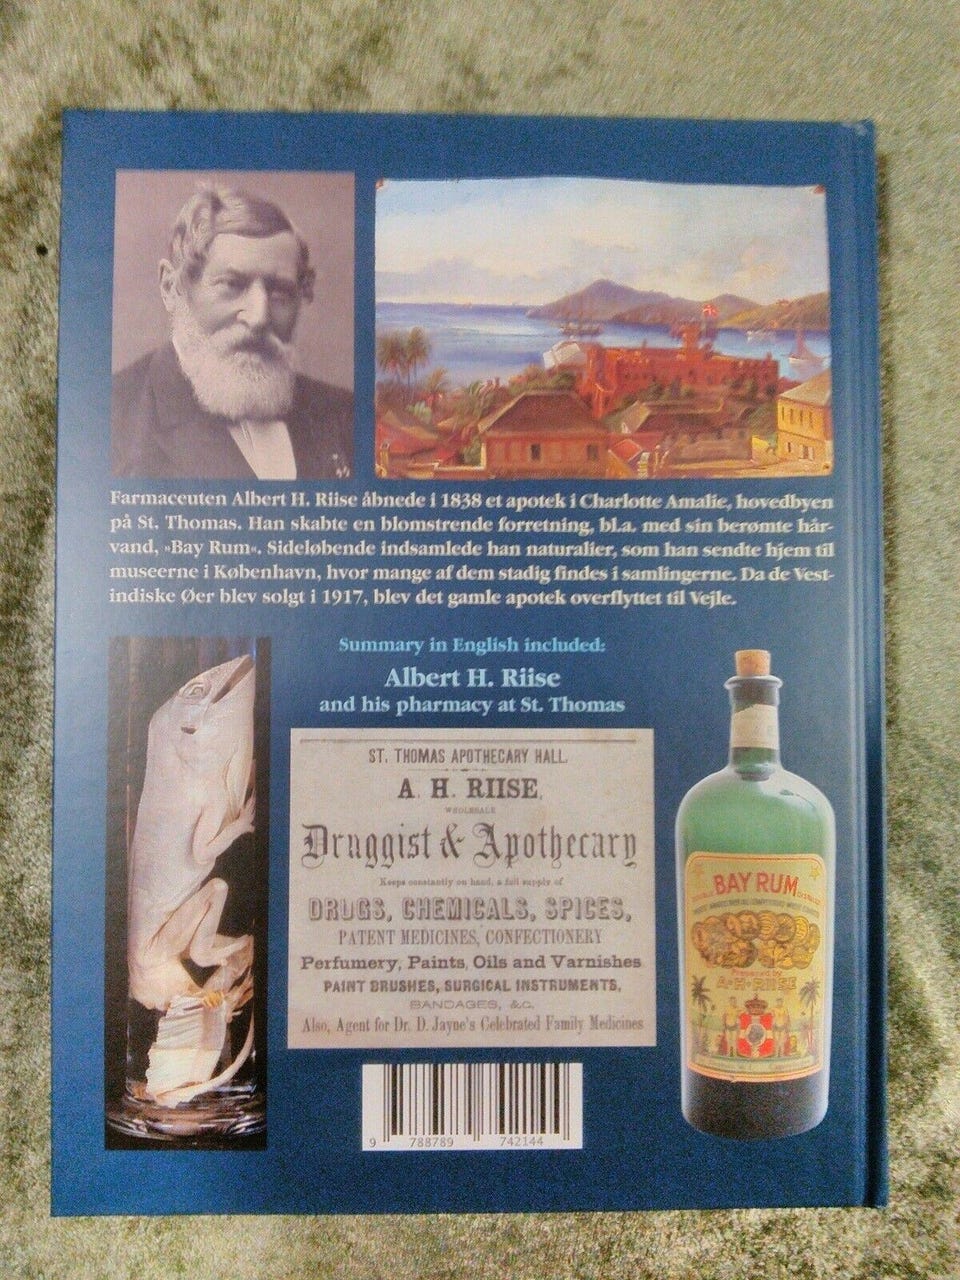 Farmaceuten Albert H. Riise åbnede i 1838 et apotek i Charlotte Amalie, hovedbyen
på St. Thomas. Han skabte en blomstrende forretning, bl.a. med sin berømte hår-
vand, »Bay Rum«. Sideløbende indsamlede han naturalier, som han sendte hjem til
museerne i København, hvor mange af dem stadig findes i samlingerne. Da de Vest-
indiske Øer blev solgt i 1917, blev det gamle apotek overflyttet til Vejle.
Summary in English included:
Albert H. Riise
and his pharmacy at St. Thomas
ST. THOMAS APOTHECARY HALL.
A. H. RIISE,
WHOLESALE
Druggist & Apothecary
Keeps constantly on hand, a full supply of
DRUGS, CHEMICALS, SPICES,
PATENT MEDICINES, CONFECTIONERY
Perfumery, Paints, Oils and Varnishes
PAINT BRUSHES, SURGICAL INSTRUMENTS,
BANDAGES, &C.
Also, Agent for Dr. D. Jayne's Celebrated Family Medicines
BAY RUM
Prepared by
A·H·RIISE
9 788789 742144